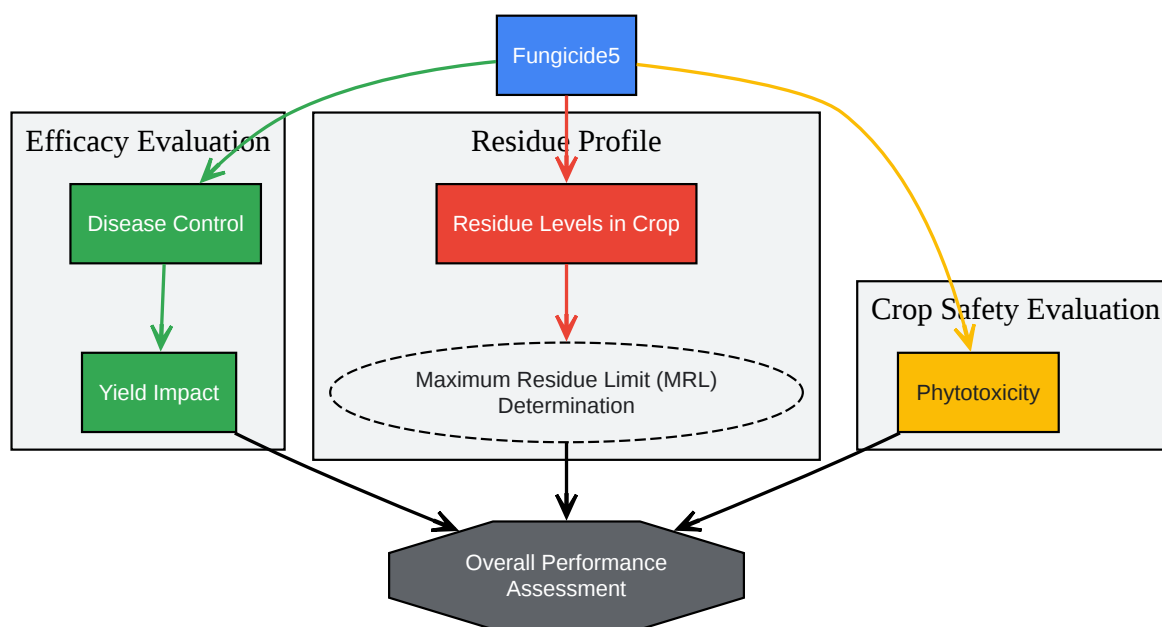 Fungicide5
Efficacy Evaluation
Residue Profile
Disease Control
Residue Levels in Crop
Crop Safety Evaluation
Yield Impact
Maximum Residue Limit (MRL)
Determination
Phytotoxicity
Overall Performance
Assessment